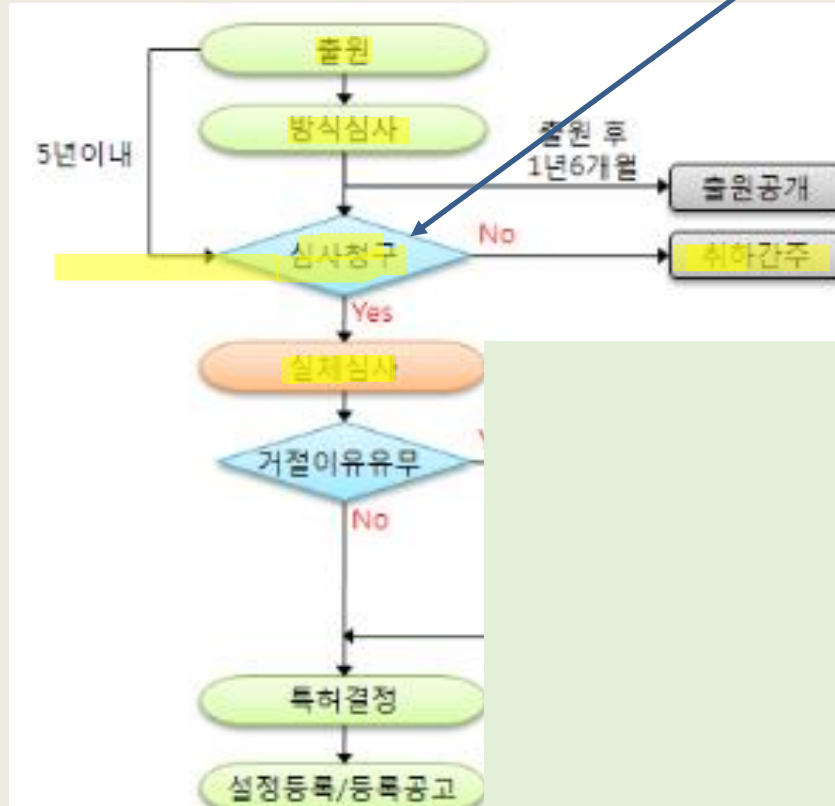 출원
방식심사
5년이내
출원 후
1년6개월
출원공개
심사청구
No
취하간주
Yes
실체심사
거절이유유무
No
특허결정
설정등록/등록공고